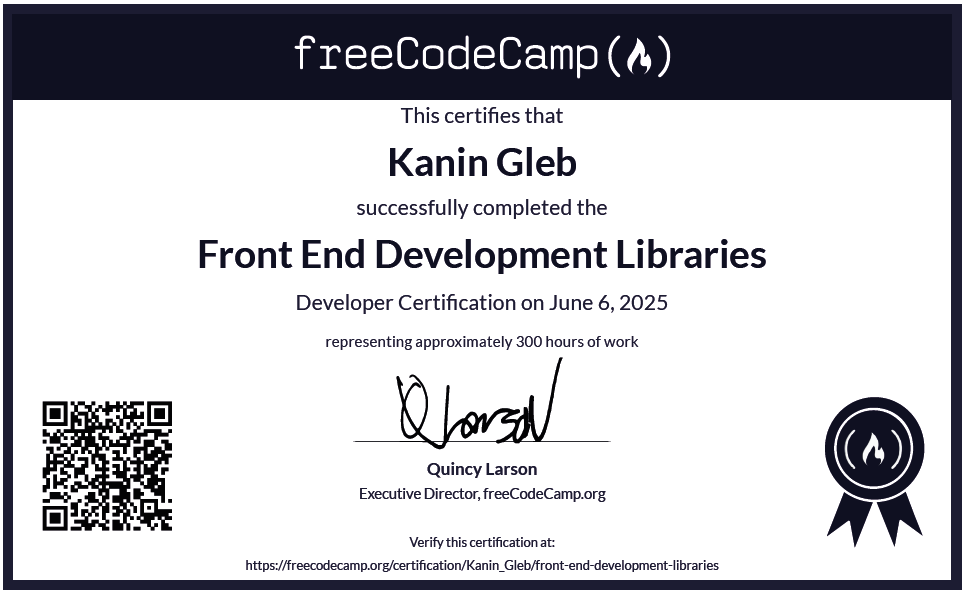 freeCodeCamp
This certifies that
Kanin Gleb
successfully completed the
Front End Development Libraries
Developer Certification on June 6, 2025
representing approximately 300 hours of work
Q Larson
Quincy Larson
Executive Director, freeCodeCamp.org
Verify this certification at:
https://freecodecamp.org/certification/Kanin_Gleb/front-end-development-libraries